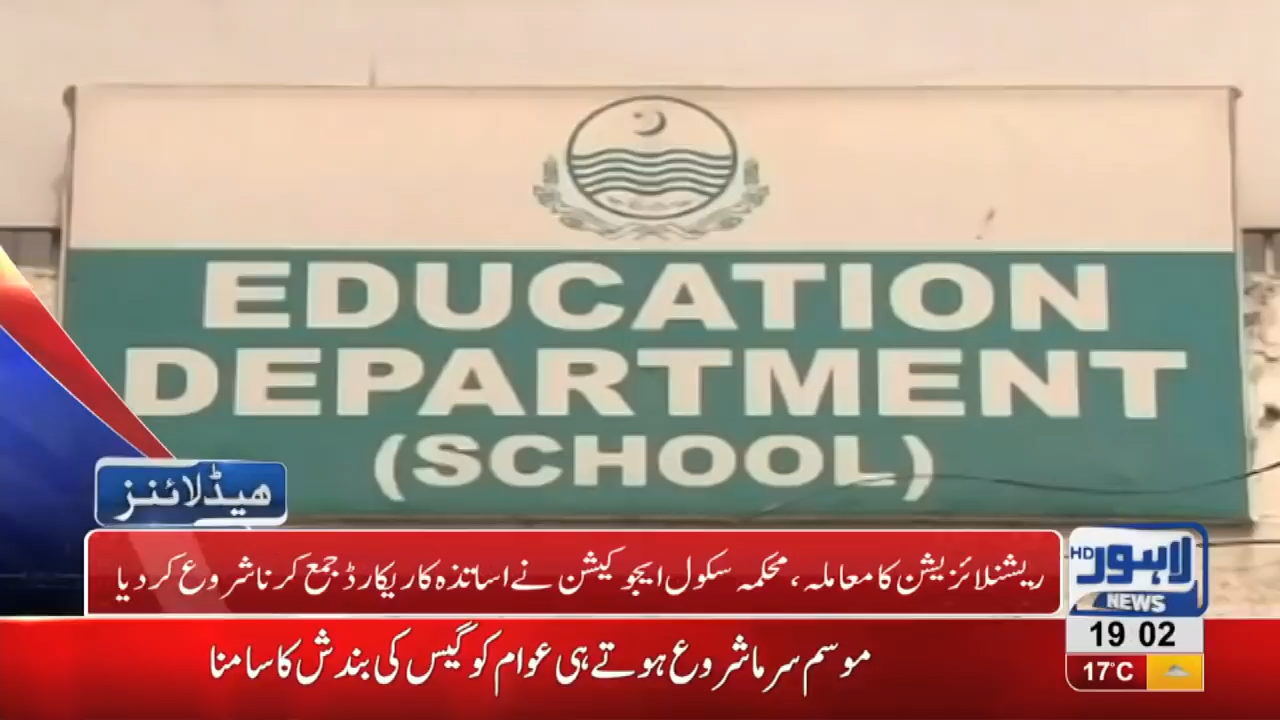 EDUCATION
DEPARTMENT
(SCHOOL)
ھیڈلائنز
ریشنلائزیشن کا معاملہ، محکمہ سکول ایجوکیشن نے اساتذہ کا ریکارڈ جمع کرنا شروع کر دیا
HD لاہور
NEWS
19 02
17°C
موسم سرما شروع ہوتے ہی عوام کو گیس کی بندش کا سامنا